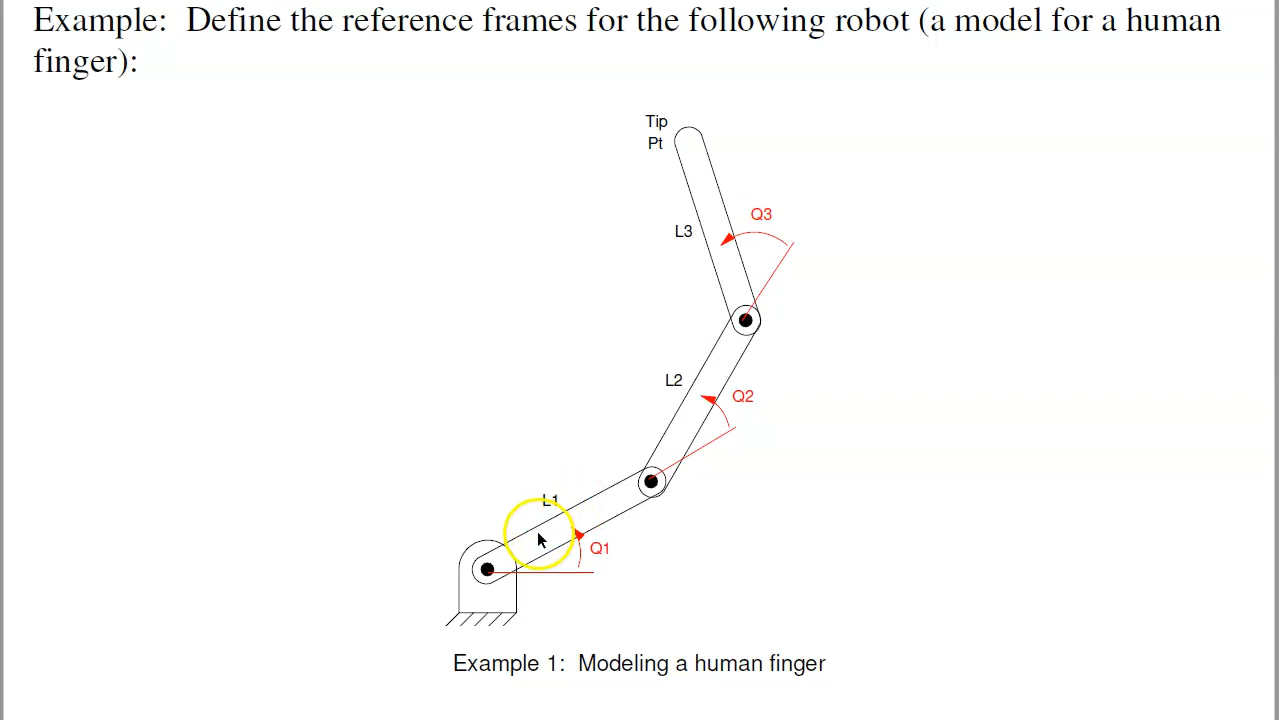 Example: Define the reference frames for the following robot (a model for a human
finger):
Tip
Pt
Q3
L3
L2
Q2
L1
Q1
Example 1: Modeling a human finger